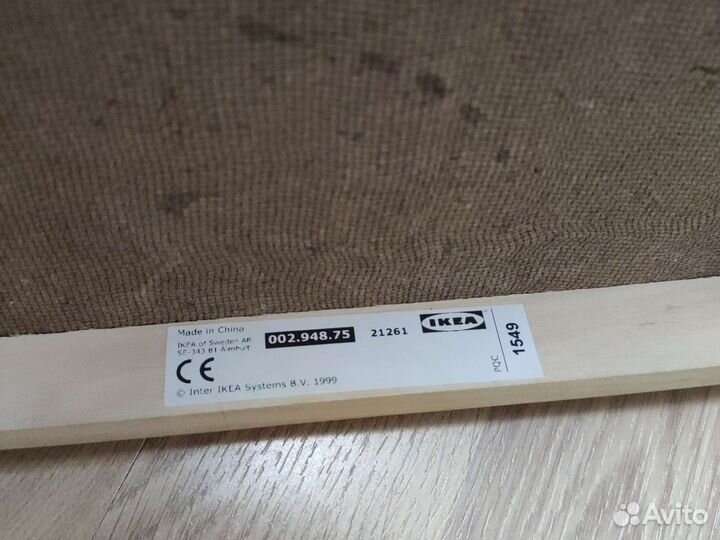 Made in China
IKEA of Sweden AB
SE-343 81 Älmhult
002.948.75
21261
IKEA
CE
© Inter IKEA Systems B.V. 1999
PQC
1549
Avito